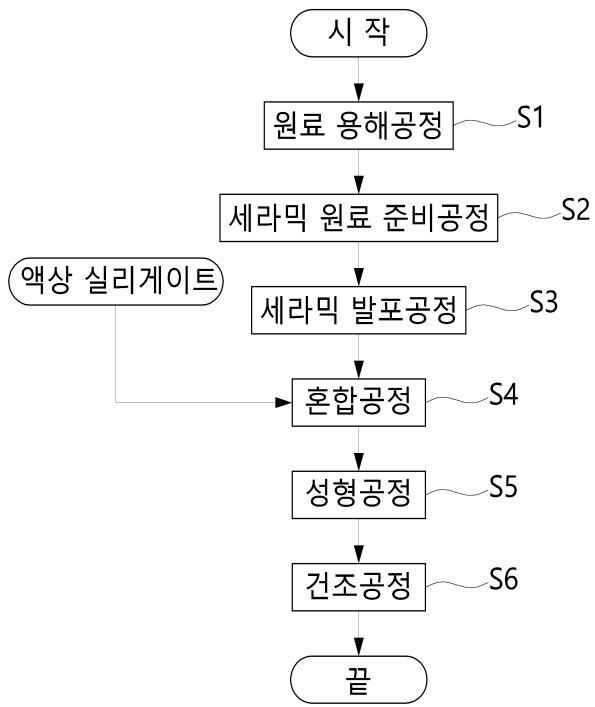 시 작
원료 용해공정
S1
세라믹 원료 준비공정
S2
액상 실리게이트
세라믹 발포공정
S3
혼합공정
S4
성형공정
S5
건조공정
S6
끝